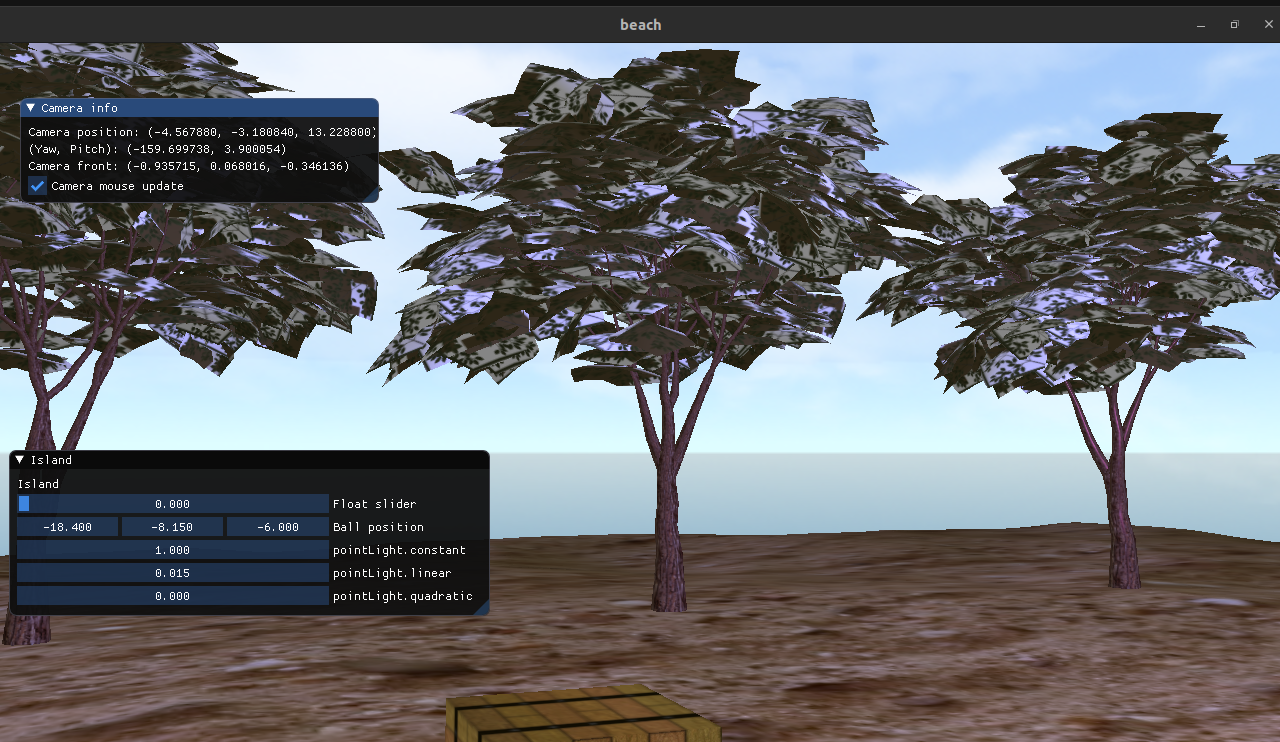 beach
Camera info
Camera position: (-4.567880, -3.180840, 13.228800)
(Yaw, Pitch): (-159.699738, 3.900054)
Camera front: (-0.935715, 0.068016, -0.346136)
Camera mouse update
Island
Island
0.000 Float slider
-18.400 -8.150 -6.000 Ball position
1.000 pointLight.constant
0.015 pointLight.linear
0.000 pointLight.quadratic